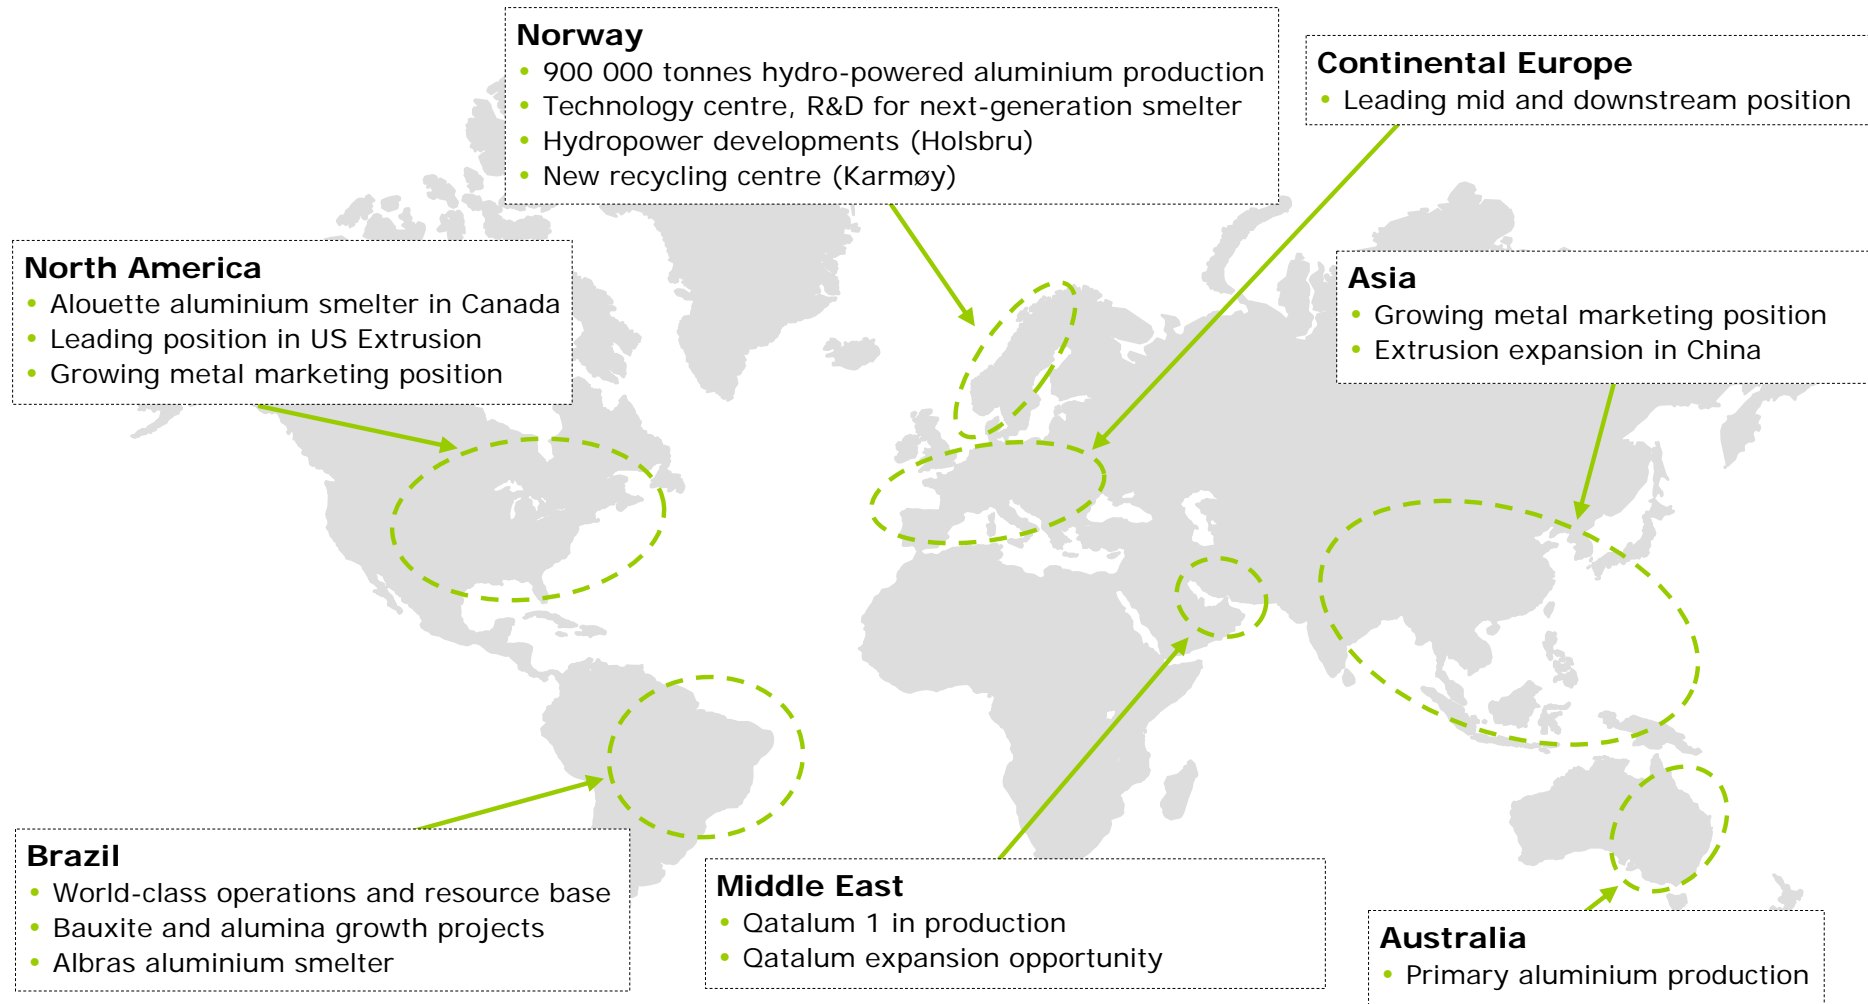 Norway
• 900 000 tonnes hydro-powered aluminium production
• Technology centre, R&D for next-generation smelter
• Hydropower developments (Holsbru)
• New recycling centre (Karmøy)
Continental Europe
• Leading mid and downstream position
North America
• Alouette aluminium smelter in Canada
• Leading position in US Extrusion
• Growing metal marketing position
Asia
• Growing metal marketing position
• Extrusion expansion in China
Brazil
• World-class operations and resource base
• Bauxite and alumina growth projects
• Albras aluminium smelter
Middle East
• Qatalum 1 in production
• Qatalum expansion opportunity
Australia
• Primary aluminium production